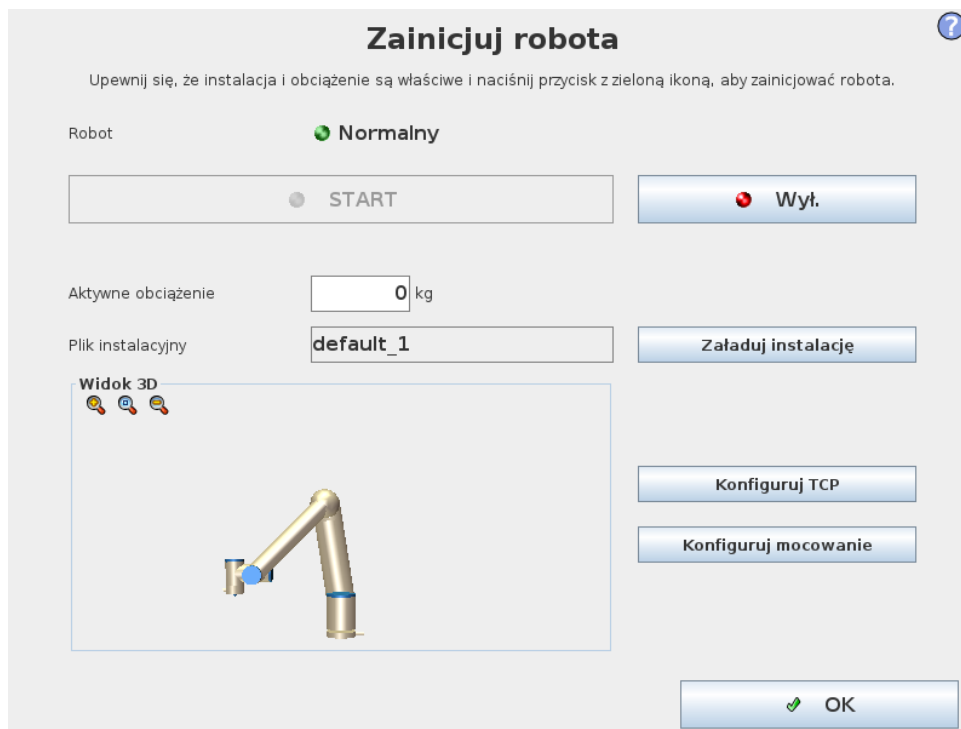 Zainicjuj robota
?
Upewnij się, że instalacja i obciążenie są właściwe i naciśnij przycisk z zieloną ikoną, aby zainicjować robota.
Robot
Normalny
START
Wył.
Aktywne obciążenie
0 kg
Plik instalacyjny
default_1
Załaduj instalację
Widok 3D
Konfiguruj TCP
Konfiguruj mocowanie
OK